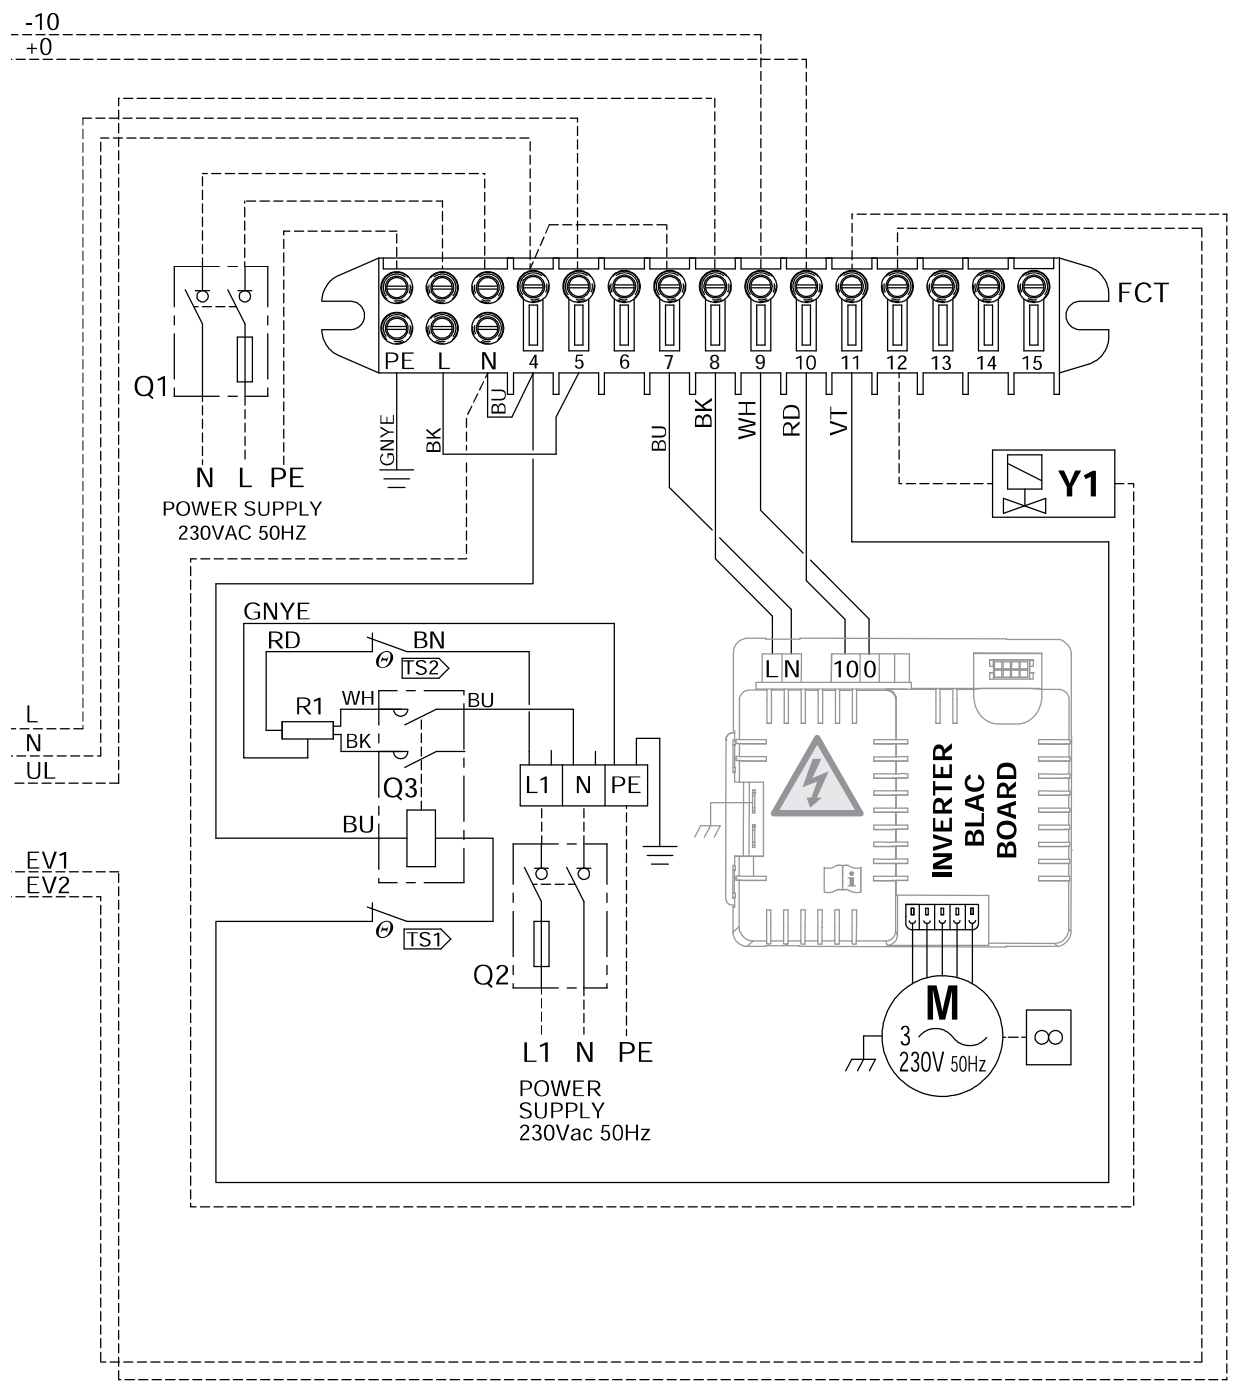 -10
+0
FCT
PE L N 4 5 6 7 8 9 10 11 12 13 14 15
Q1
GNYE
BK
BU
BU
BK
WH
RD
VT
Y1
N L PE
POWER SUPPLY
230VAC 50HZ
GNYE
RD
BN
Θ
TS2
R1
WH
BU
BK
Q3
L1 N PE
BU
Θ
TS1
Q2
L1 N PE
POWER
SUPPLY
230Vac 50Hz
L
N
UL
EV1
EV2
L N
10 0
INVERTER
BLAC
BOARD
i
M
3
230V 50Hz